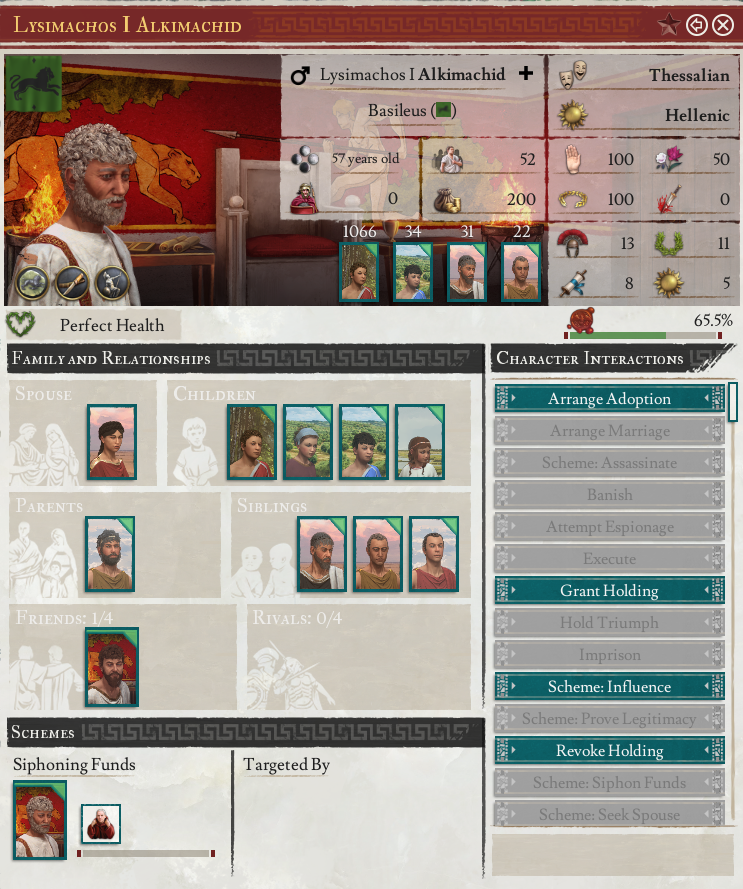 Lysimachos I Alkimachid
Lysimachos I Alkimachid
Basileus ( )
Thessalian
Hellenic
57 years old
52
0
200
100
50
100
0
1066
34
31
22
13
11
8
5
Perfect Health
65.5%
Family and Relationships
Spouse
Children
Parents
Siblings
Friends: 1/4
Rivals: 0/4
Schemes
Siphoning Funds
Targeted By
Character Interactions
Arrange Adoption
Arrange Marriage
Scheme: Assassinate
Banish
Attempt Espionage
Execute
Grant Holding
Hold Triumph
Imprison
Scheme: Influence
Scheme: Prove Legitimacy
Revoke Holding
Scheme: Siphon Funds
Scheme: Seek Spouse